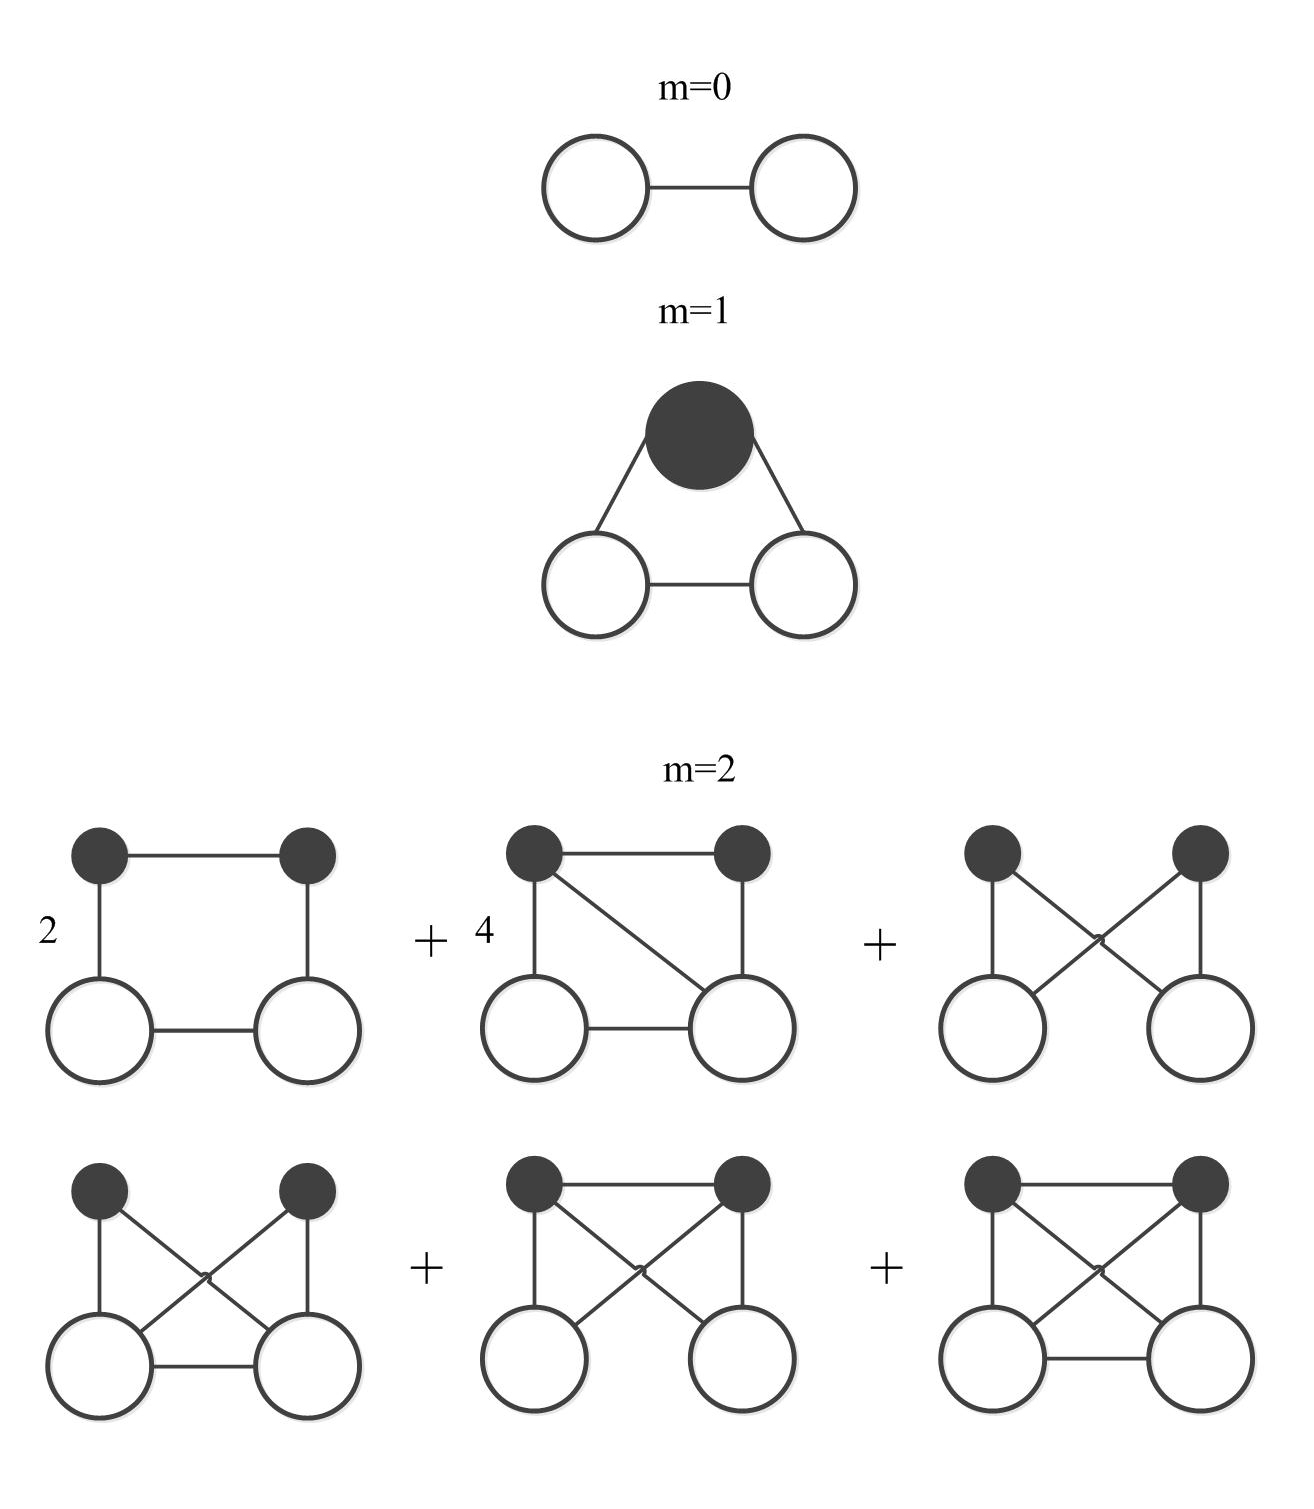 m=0
m=1
m=2
2 + 4 +
+ +